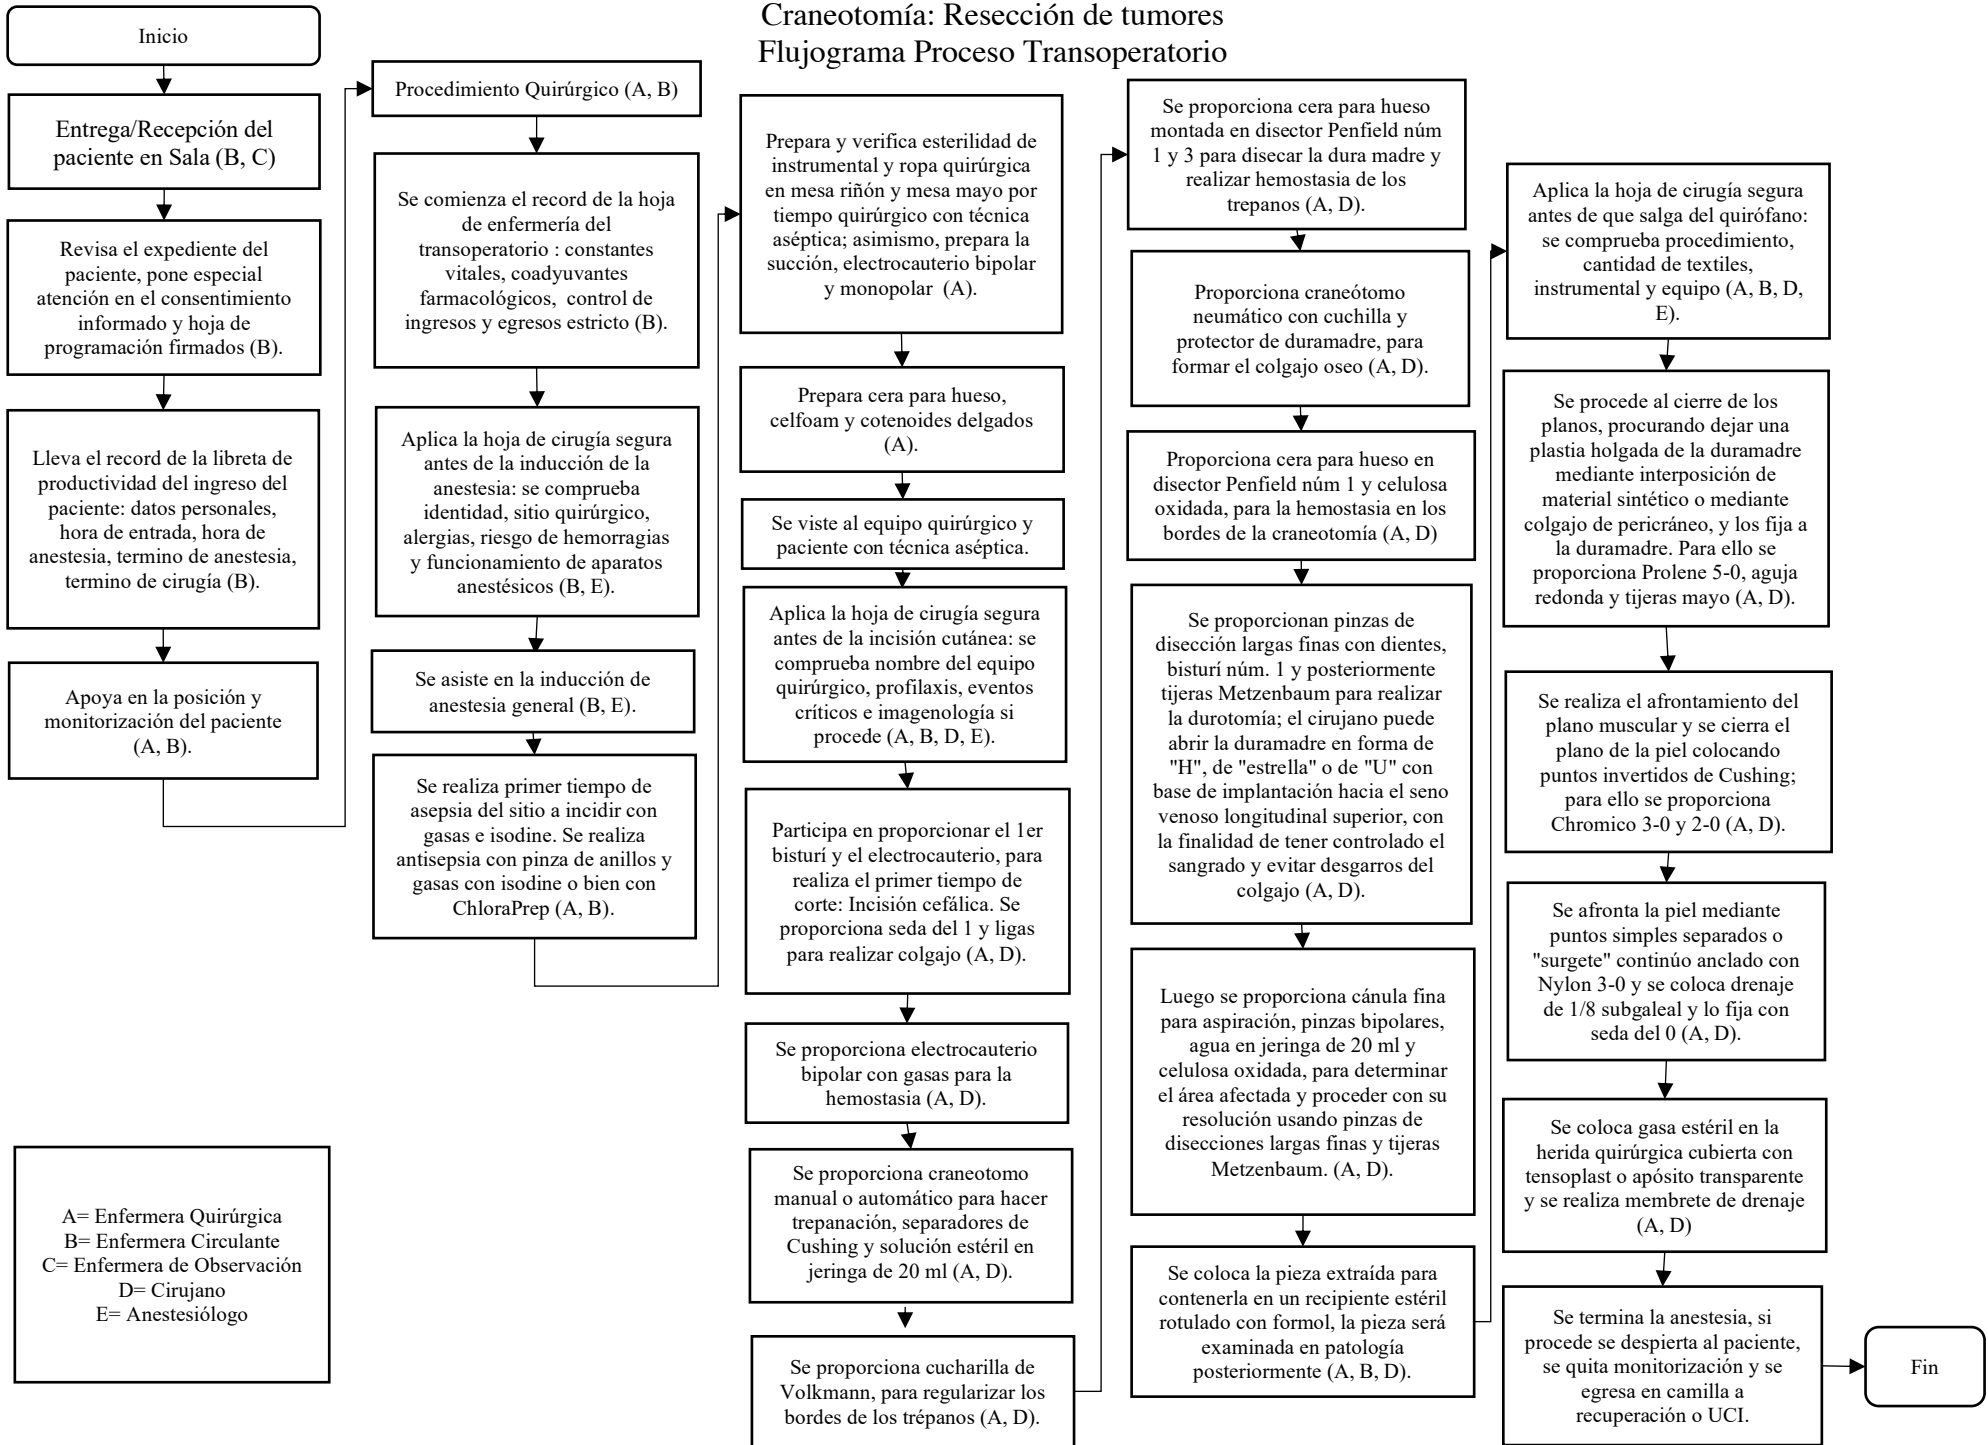 Craneotomía: Resección de tumores
Flujograma Proceso Transoperatorio
Inicio
Entrega/Recepción del
paciente en Sala (B, C)
Revisa el expediente del
paciente, pone especial
atención en el consentimiento
informado y hoja de
programación firmados (B).
Lleva el record de la libreta de
productividad del ingreso del
paciente: datos personales,
hora de entrada, hora de
anestesia, termino de anestesia,
termino de cirugía (B).
Apoya en la posición y
monitorización del paciente
(A, B).
Procedimiento Quirúrgico (A, B)
Se comienza el record de la hoja
de enfermería del
transoperatorio : constantes
vitales, coadyuvantes
farmacológicos, control de
ingresos y egresos estricto (B).
Aplica la hoja de cirugía segura
antes de la inducción de la
anestesia: se comprueba
identidad, sitio quirúrgico,
alergias, riesgo de hemorragias
y funcionamiento de aparatos
anestésicos (B, E).
Se asiste en la inducción de
anestesia general (B, E).
Se realiza primer tiempo de
asepsia del sitio a incidir con
gasas e isodine. Se realiza
antisepsia con pinza de anillos y
gasas con isodine o bien con
ChloraPrep (A, B).
Prepara y verifica esterilidad de
instrumental y ropa quirúrgica
en mesa riñón y mesa mayo por
tiempo quirúrgico con técnica
aséptica; asimismo, prepara la
succión, electrocauterio bipolar
y monopolar (A).
Prepara cera para hueso,
celfoam y cotenoides delgados
(A).
Se viste al equipo quirúrgico y
paciente con técnica aséptica.
Aplica la hoja de cirugía segura
antes de la incisión cutánea: se
comprueba nombre del equipo
quirúrgico, profilaxis, eventos
críticos e imagenología si
procede (A, B, D, E).
Participa en proporcionar el 1er
bisturí y el electrocauterio, para
realiza el primer tiempo de
corte: Incisión cefálica. Se
proporciona seda del 1 y ligas
para realizar colgajo (A, D).
Se proporciona electrocauterio
bipolar con gasas para la
hemostasia (A, D).
Se proporciona craneotomo
manual o automático para hacer
trepanación, separadores de
Cushing y solución estéril en
jeringa de 20 ml (A, D).
Se proporciona cucharilla de
Volkmann, para regularizar los
bordes de los trépanos (A, D).
Se proporciona cera para hueso
montada en disector Penfield núm
1 y 3 para disecar la dura madre y
realizar hemostasia de los
trepanos (A, D).
Proporciona craneótomo
neumático con cuchilla y
protector de duramadre, para
formar el colgajo oseo (A, D).
Proporciona cera para hueso en
disector Penfield núm 1 y celulosa
oxidada, para la hemostasia en los
bordes de la craneotomía (A, D)
Se proporcionan pinzas de
disección largas finas con dientes,
bisturí núm. 1 y posteriormente
tijeras Metzenbaum para realizar
la durotomía; el cirujano puede
abrir la duramadre en forma de
"H", de "estrella" o de "U" con
base de implantación hacia el seno
venoso longitudinal superior, con
la finalidad de tener controlado el
sangrado y evitar desgarros del
colgajo (A, D).
Luego se proporciona cánula fina
para aspiración, pinzas bipolares,
agua en jeringa de 20 ml y
celulosa oxidada, para determinar
el área afectada y proceder con su
resolución usando pinzas de
disecciones largas finas y tijeras
Metzenbaum. (A, D).
Se coloca la pieza extraída para
contenerla en un recipiente estéril
rotulado con formol, la pieza será
examinada en patología
posteriormente (A, B, D).
Aplica la hoja de cirugía segura
antes de que salga del quirófano:
se comprueba procedimiento,
cantidad de textiles,
instrumental y equipo (A, B, D,
E).
Se procede al cierre de los
planos, procurando dejar una
plastia holgada de la duramadre
mediante interposición de
material sintético o mediante
colgajo de pericráneo, y los fija a
la duramadre. Para ello se
proporciona Prolene 5-0, aguja
redonda y tijeras mayo (A, D).
Se realiza el afrontamiento del
plano muscular y se cierra el
plano de la piel colocando
puntos invertidos de Cushing;
para ello se proporciona
Chromico 3-0 y 2-0 (A, D).
Se afronta la piel mediante
puntos simples separados o
"surgete" continúo anclado con
Nylon 3-0 y se coloca drenaje
de 1/8 subgaleal y lo fija con
seda del 0 (A, D).
Se coloca gasa estéril en la
herida quirúrgica cubierta con
tensoplast o apósito transparente
y se realiza membrete de drenaje
(A, D)
Se termina la anestesia, si
procede se despierta al paciente,
se quita monitorización y se
egresa en camilla a
recuperación o UCI.
Fin
A= Enfermera Quirúrgica
B= Enfermera Circulante
C= Enfermera de Observación
D= Cirujano
E= Anestesiólogo